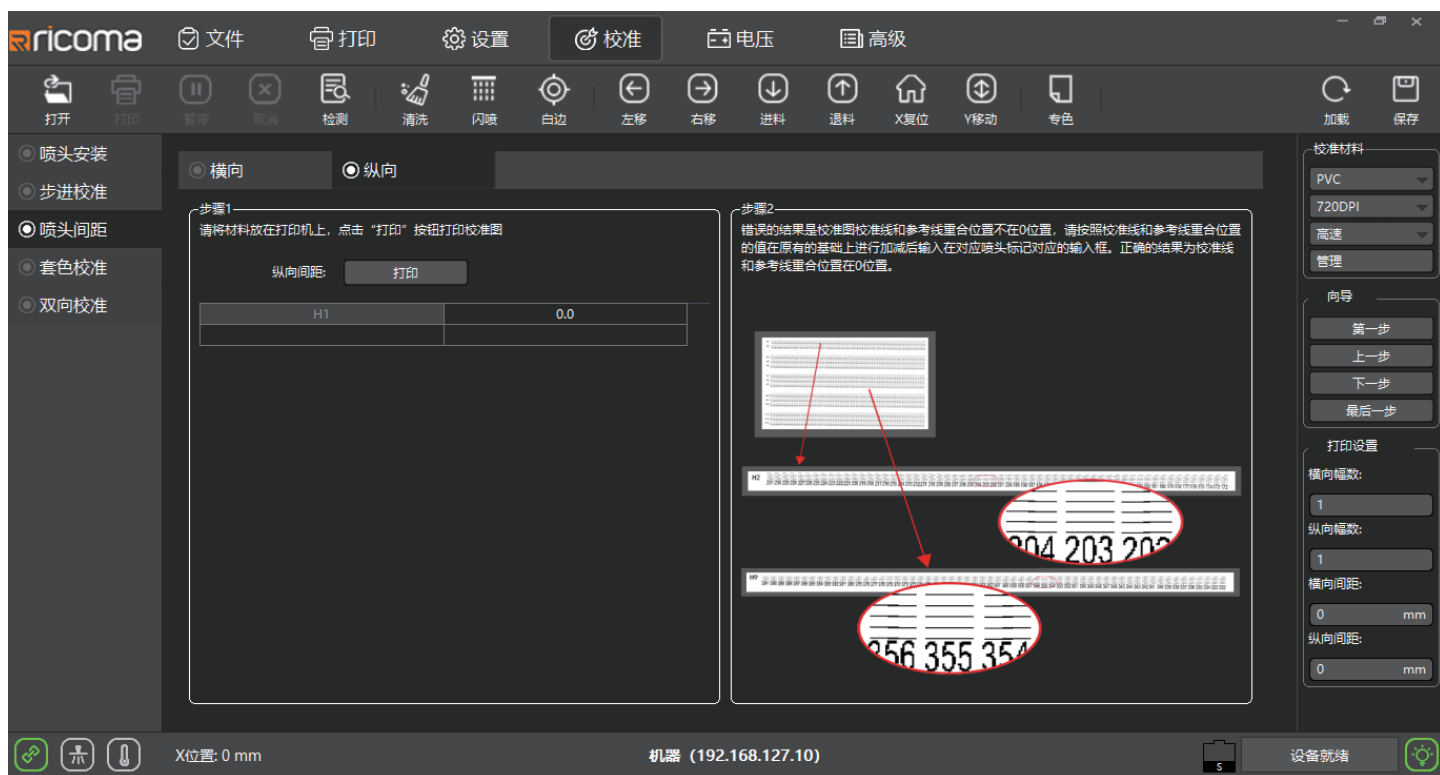 ricoma
文件
打印
设置
校准
电压
高级
打开
打印
暂停
取消
检测
清洗
闪喷
白边
左移
右移
进料
退料
X复位
Y移动
专色
加载
保存
喷头安装
步进校准
喷头间距
套色校准
双向校准
横向
纵向
步骤1
请将材料放在打印机上，点击“打印”按钮打印校准图
纵向间距:
打印
H1
0.0
步骤2
错误的结果是校准图校准线和参考线重合位置不在0位置，请按照校准线和参考线重合位置
的值在原有的基础上进行加减后输入在对应喷头标记对应的输入框。正确的结果为校准线
和参考线重合位置在0位置。
H2
204 203 202
H9
356 355 354
校准材料
PVC
720DPI
高速
管理
向导
第一步
上一步
下一步
最后一步
打印设置
横向幅数:
1
纵向幅数:
1
横向间距:
0 mm
纵向间距:
0 mm
X位置: 0 mm
机器 (192.168.127.10)
S
设备就绪